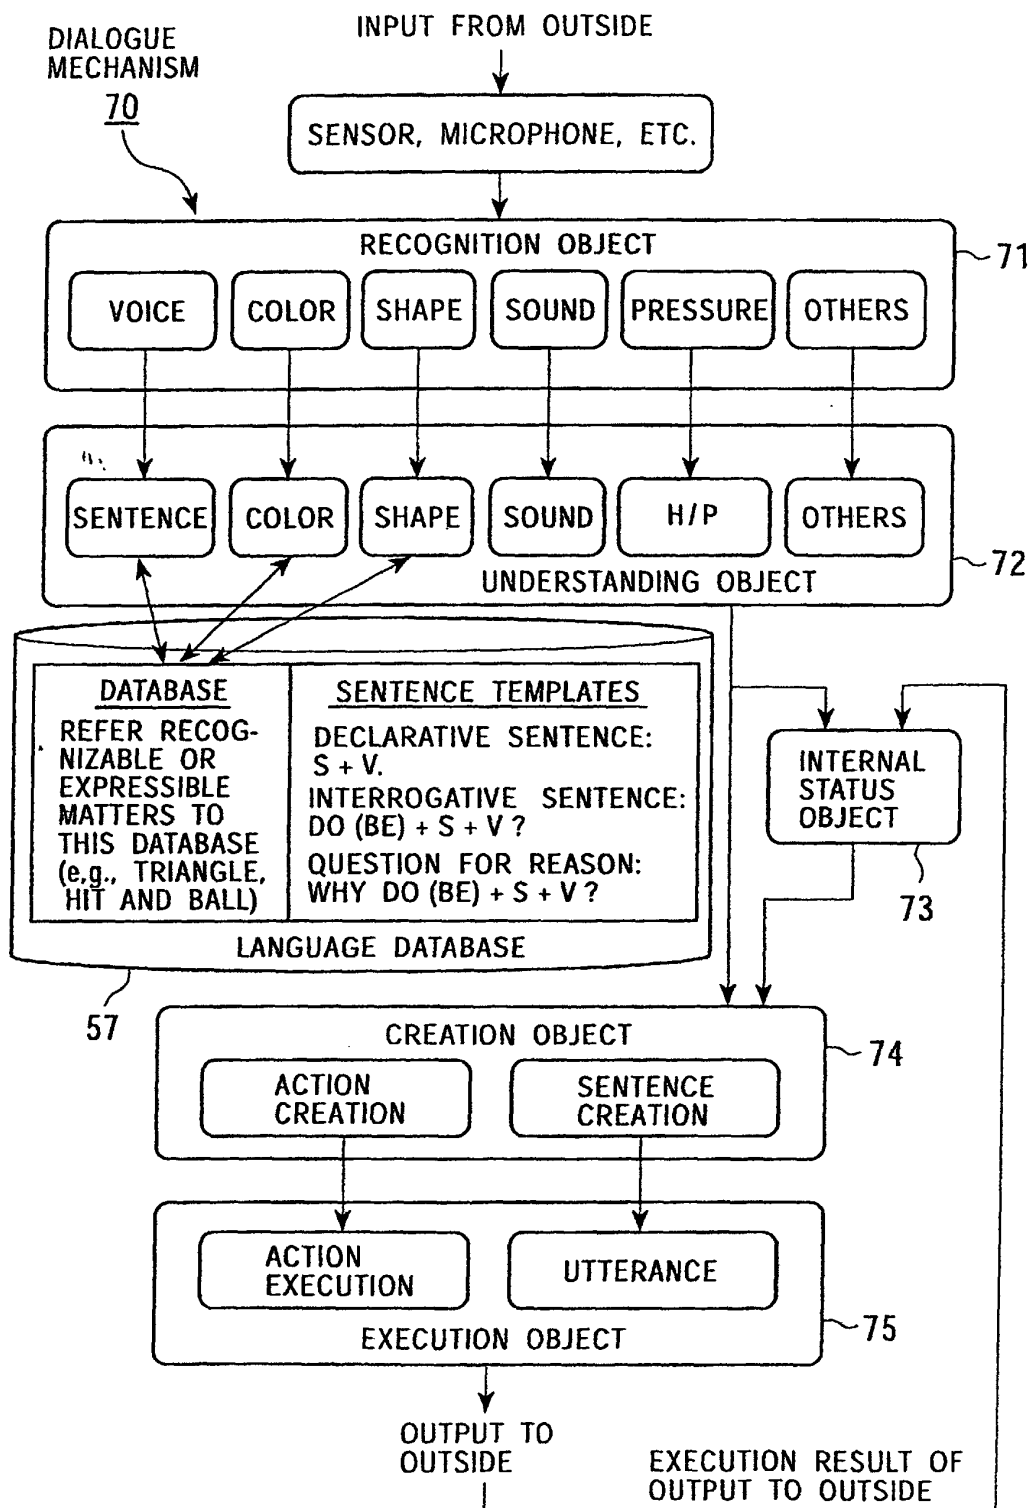 INPUT FROM OUTSIDE
DIALOGUE
MECHANISM
70
SENSOR, MICROPHONE, ETC.
RECOGNITION OBJECT
71
VOICE
COLOR
SHAPE
SOUND
PRESSURE
OTHERS
SENTENCE
COLOR
SHAPE
SOUND
H/P
OTHERS
72
UNDERSTANDING OBJECT
DATABASE
REFER RECOG-
NIZABLE OR
EXPRESSIBLE
MATTERS TO
THIS DATABASE
(e,g., TRIANGLE,
HIT AND BALL)
SENTENCE TEMPLATES
DECLARATIVE SENTENCE:
S + V.
INTERROGATIVE SENTENCE:
DO (BE) + S + V ?
QUESTION FOR REASON:
WHY DO (BE) + S + V ?
LANGUAGE DATABASE
57
INTERNAL
STATUS
OBJECT
73
CREATION OBJECT
74
ACTION
CREATION
SENTENCE
CREATION
ACTION
EXECUTION
UTTERANCE
EXECUTION OBJECT
75
OUTPUT TO
OUTSIDE
EXECUTION RESULT OF
OUTPUT TO OUTSIDE